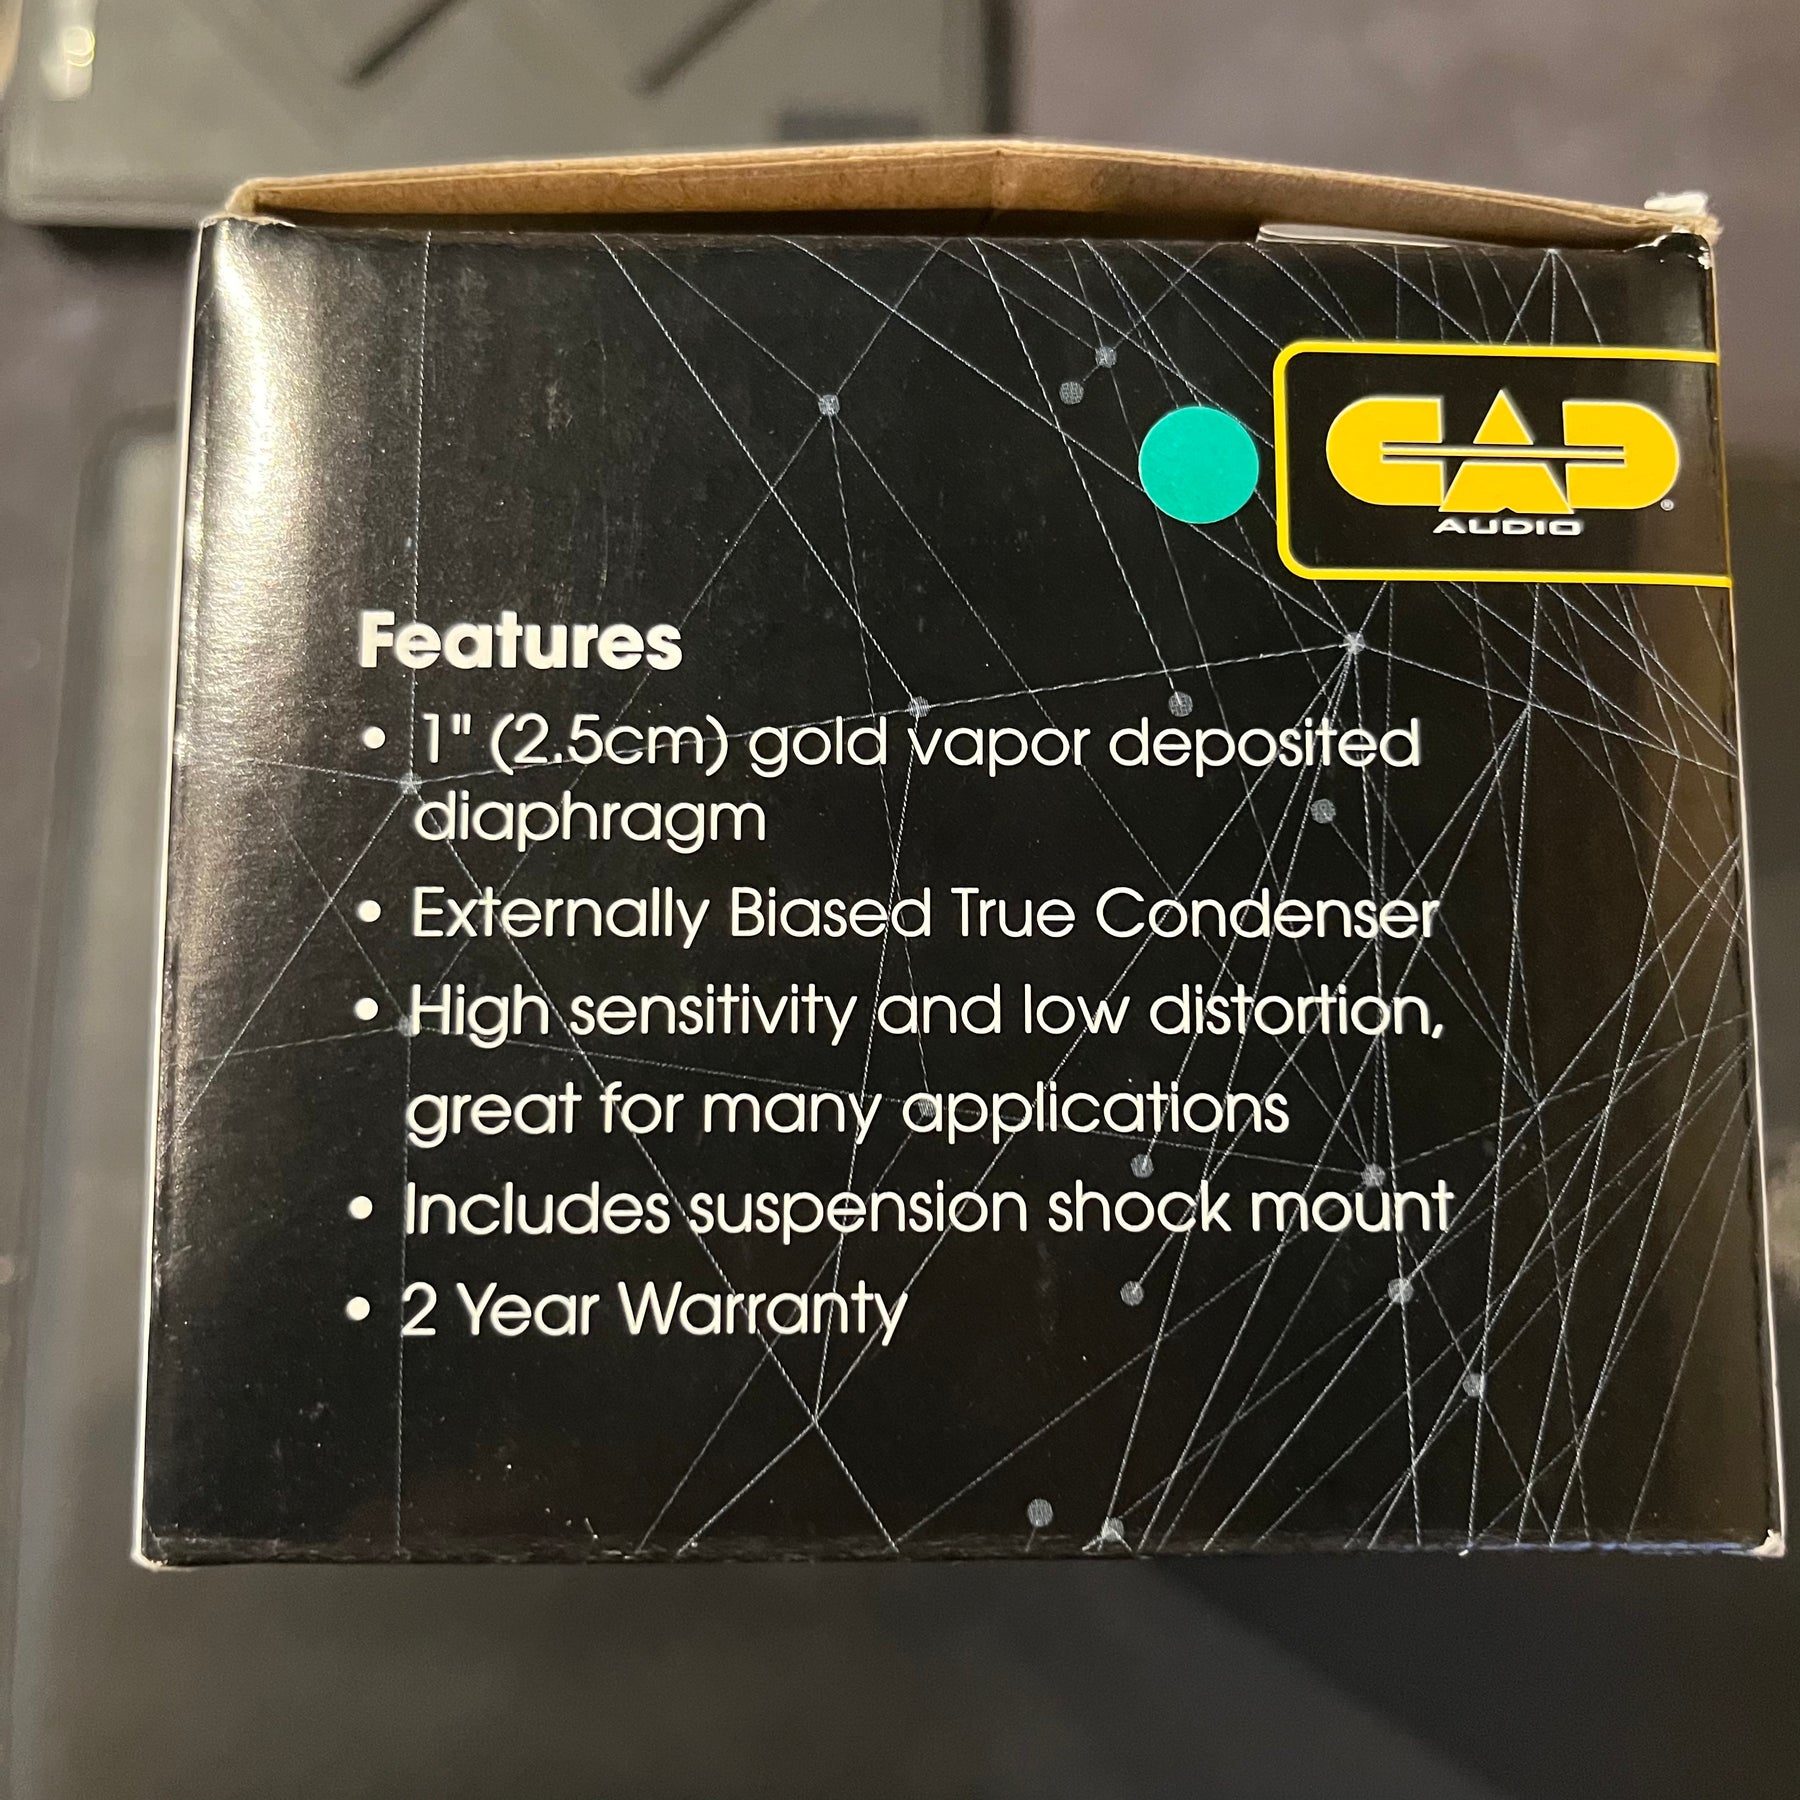 CAD
AUDIO
®
Features
• 1" (2.5cm) gold vapor deposited
diaphragm
• Externally Biased True Condenser
• High sensitivity and low distortion,
great for many applications
• Includes suspension shock mount
• 2 Year Warranty